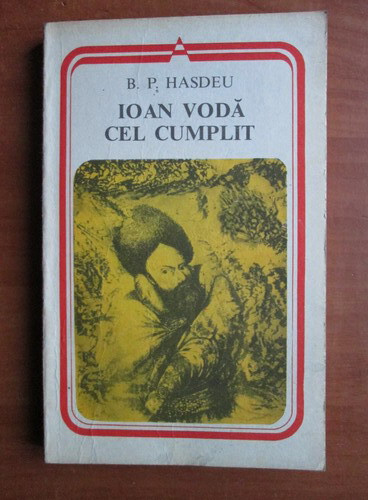 B. P. HASDEU
IOAN VODĂ
CEL CUMPLIT